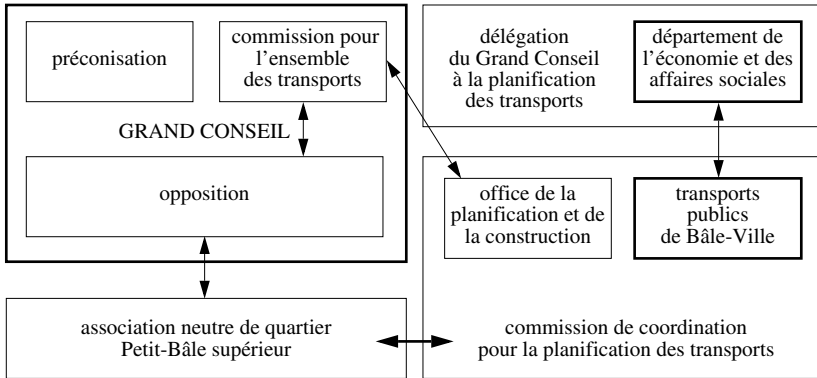 préconisation
commission pour
l'ensemble
des transports
GRAND CONSEIL
opposition
délégation
du Grand Conseil
à la planification
des transports
département de
l'économie et des
affaires sociales
office de la
planification et de
la construction
transports
publics
de Bâle-Ville
association neutre de quartier
Petit-Bâle supérieur
commission de coordination
pour la planification des transports